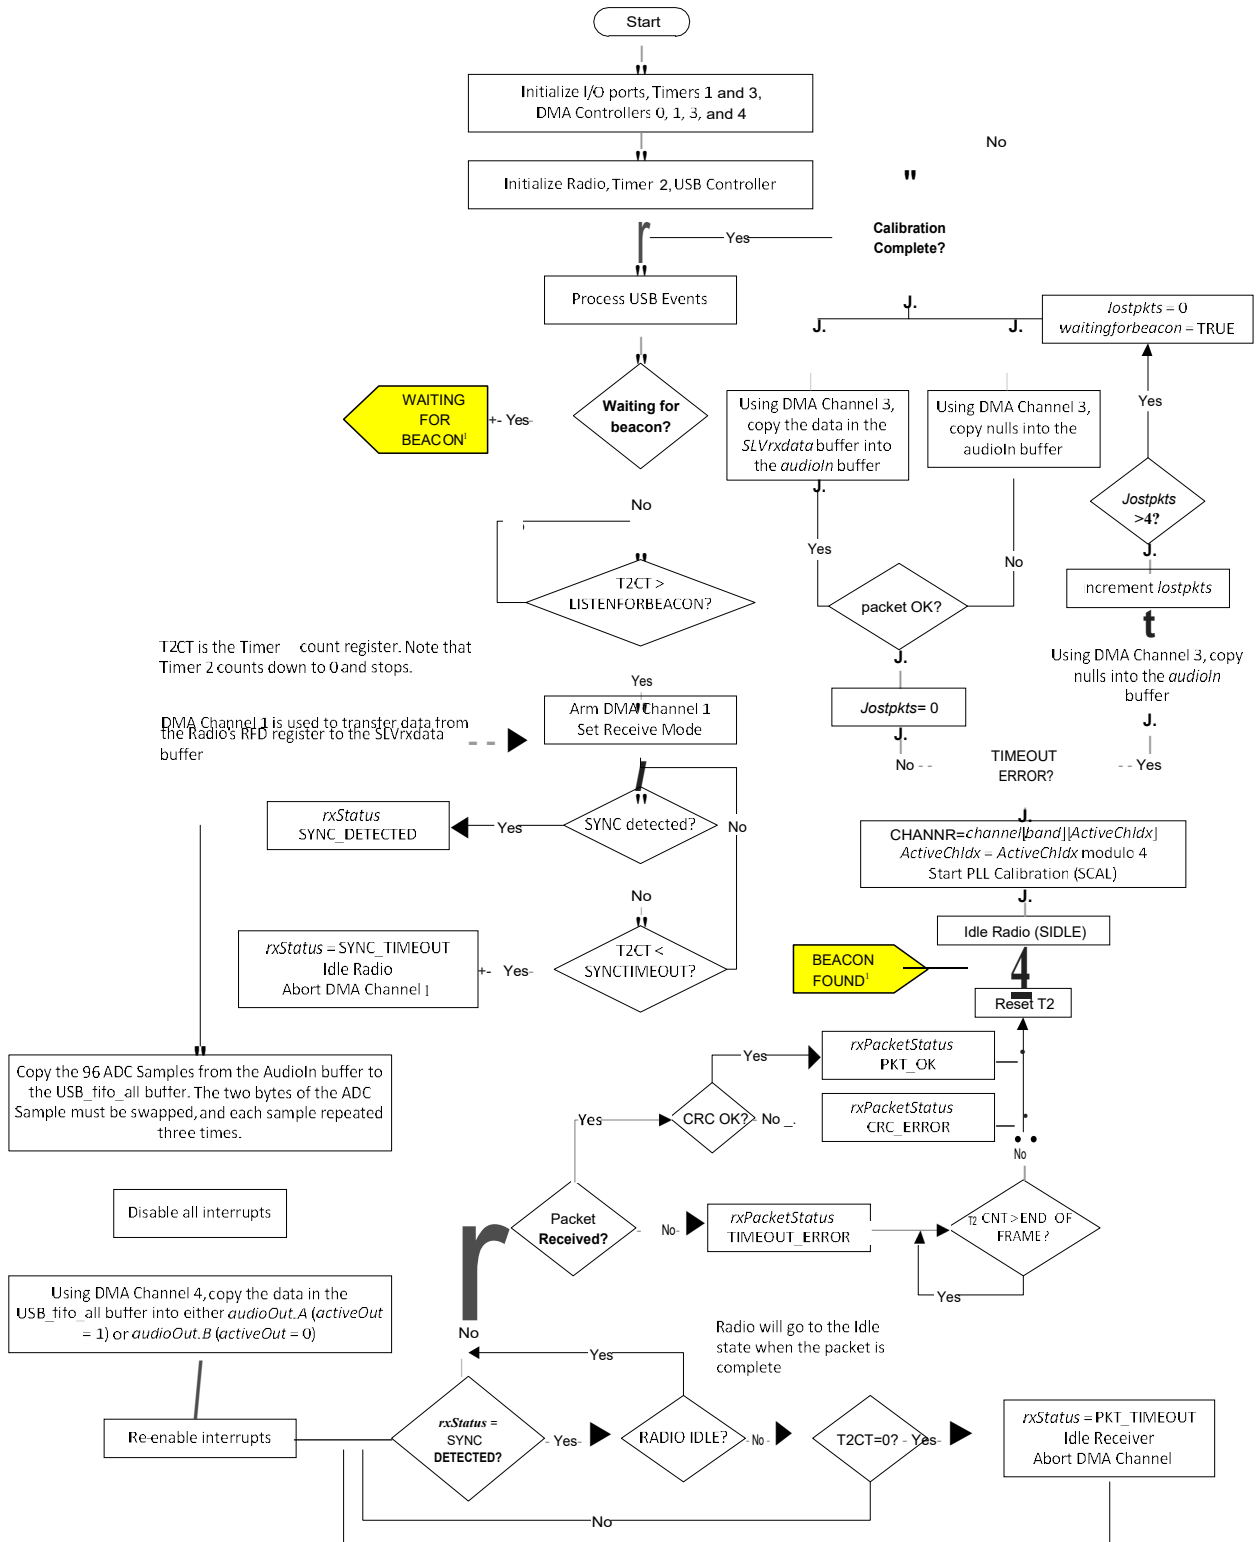 Start
Initialize I/O ports, Timers 1 and 3,
DMA Controllers 0, 1, 3, and 4
No
Initialize Radio, Timer 2, USB Controller
"
Yes
Calibration
Complete?
Process USB Events
J.
J.
J.
lostpkts = 0
waitingforbeacon = TRUE
WAITING
FOR
BEACON¹
+- Yes-
Waiting for
beacon?
Using DMA Channel 3,
copy the data in the
SLVrxdata buffer into
the audioIn buffer
Using DMA Channel 3,
copy nulls into the
audioIn buffer
Yes
Jostpkts
>4?
J.
J.
No
Yes
No
T2CT >
LISTENFORBEACON?
packet OK?
ncrement lostpkts
t
T2CT is the Timer count register. Note that
Timer 2 counts down to 0 and stops.
J.
Using DMA Channel 3, copy
nulls into the audioIn
buffer
Yes
Arm DMA Channel 1
Set Receive Mode
Jostpkts= 0
J.
J.
DMA Channel 1 is used to transfer data from
the Radio's RFD register to the SLVrxdata
buffer
No --
TIMEOUT
ERROR?
-- Yes
rxStatus
SYNC_DETECTED
Yes
SYNC detected?
No
J.
CHANNR=channel[band][ActiveChIdx]
ActiveChIdx = ActiveChIdx modulo 4
Start PLL Calibration (SCAL)
J.
No
Idle Radio (SIDLE)
rxStatus = SYNC_TIMEOUT
Idle Radio
Abort DMA Channel 1
+- Yes-
T2CT <
SYNCTIMEOUT?
BEACON
FOUND¹
4
Reset T2
Copy the 96 ADC Samples from the AudioIn buffer to
the USB_fifo_all buffer. The two bytes of the ADC
Sample must be swapped, and each sample repeated
three times.
Yes
rxPacketStatus
PKT_OK
Yes
CRC OK?
- No _.
rxPacketStatus
CRC_ERROR
No
Disable all interrupts
Packet
Received?
- No-
rxPacketStatus
TIMEOUT_ERROR
T2 CNT>END OF
FRAME?
r
Yes
Using DMA Channel 4, copy the data in the
USB_fifo_all buffer into either audioOut.A (activeOut
= 1) or audioOut.B (activeOut = 0)
No
Yes
Radio will go to the Idle
state when the packet is
complete
Re-enable interrupts
rxStatus =
SYNC
DETECTED?
- Yes-
RADIO IDLE?
- No -
T2CT=0?
- Yes-
rxStatus = PKT_TIMEOUT
Idle Receiver
Abort DMA Channel
No